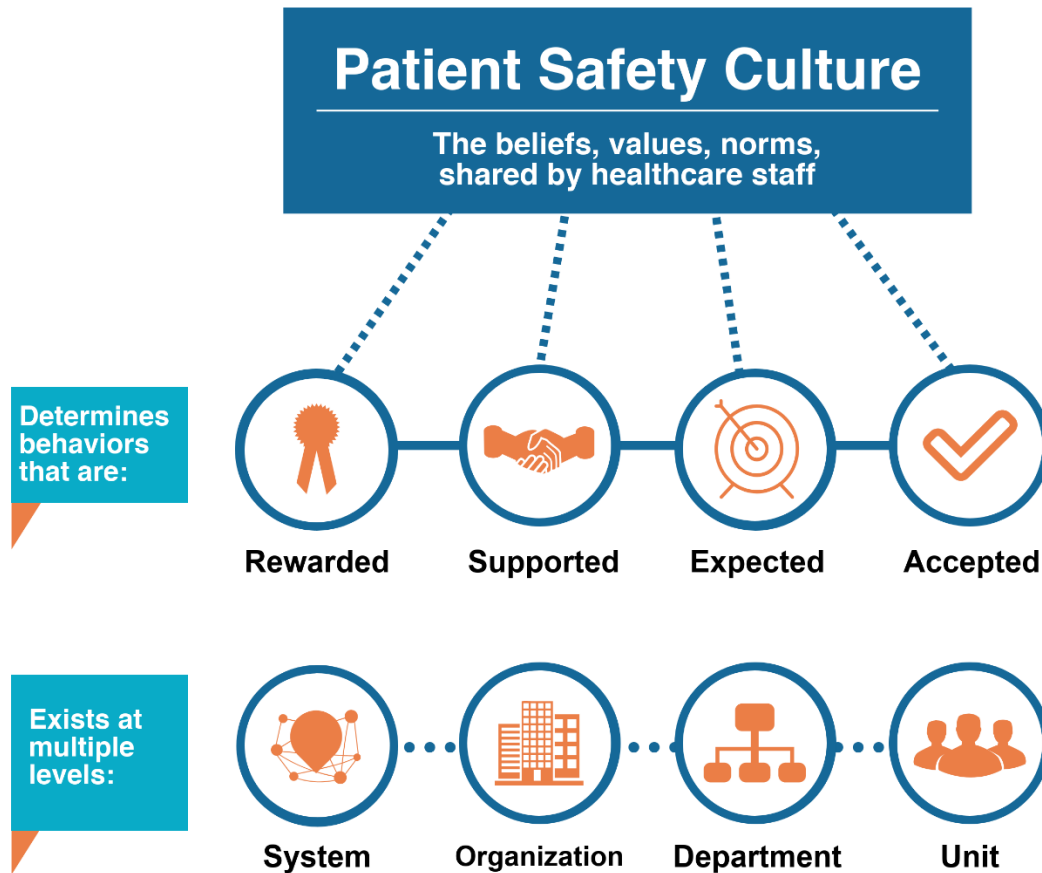 Patient Safety Culture
The beliefs, values, norms,
shared by healthcare staff
Determines
behaviors
that are:
Rewarded
Supported
Expected
Accepted
Exists at
multiple
levels:
System
Organization
Department
Unit